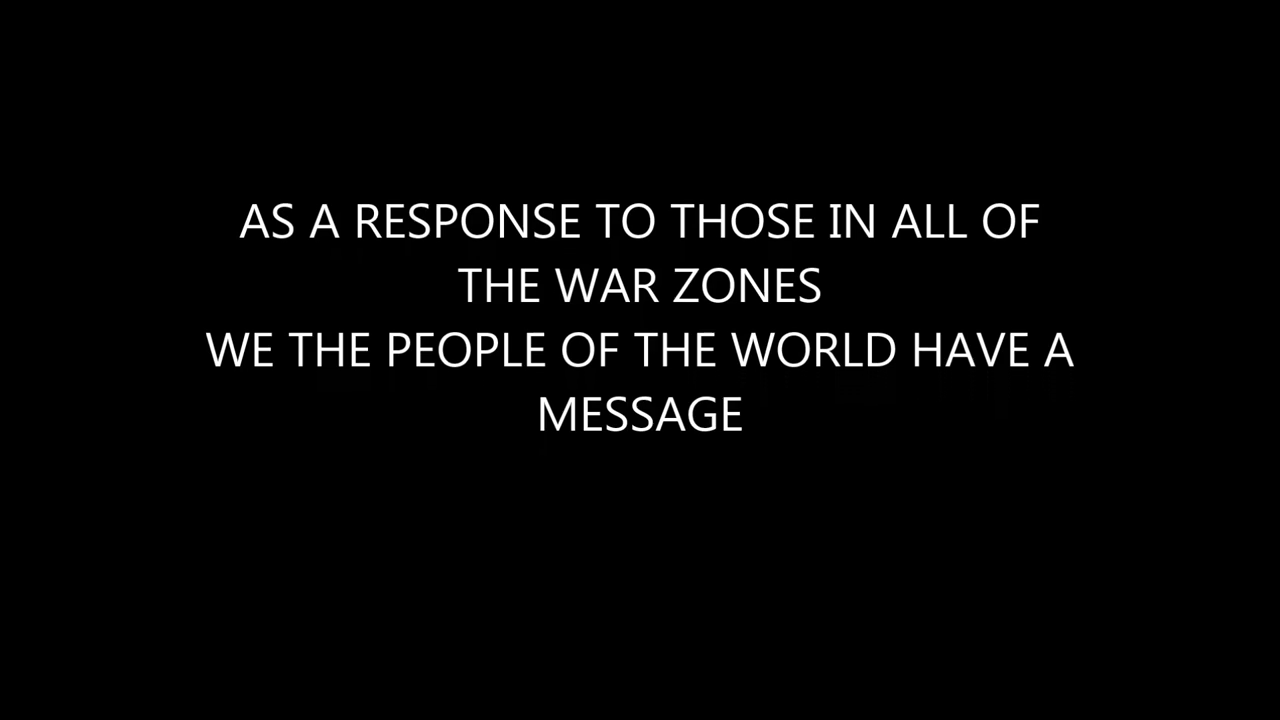 AS A RESPONSE TO THOSE IN ALL OF
THE WAR ZONES
WE THE PEOPLE OF THE WORLD HAVE A
MESSAGE